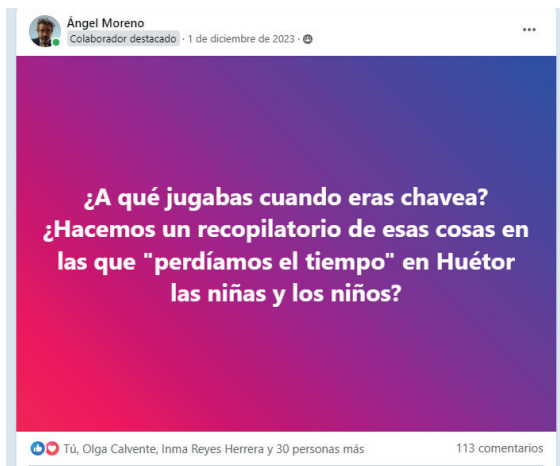 Ángel Moreno
Colaborador destacado · 1 de diciembre de 2023 ·
¿A qué jugabas cuando eras chavea?
¿Hacemos un recopilatorio de esas cosas en
las que "perdíamos el tiempo" en Huétor
las niñas y los niños?
Tú, Olga Calvente, Inma Reyes Herrera y 30 personas más 113 comentarios